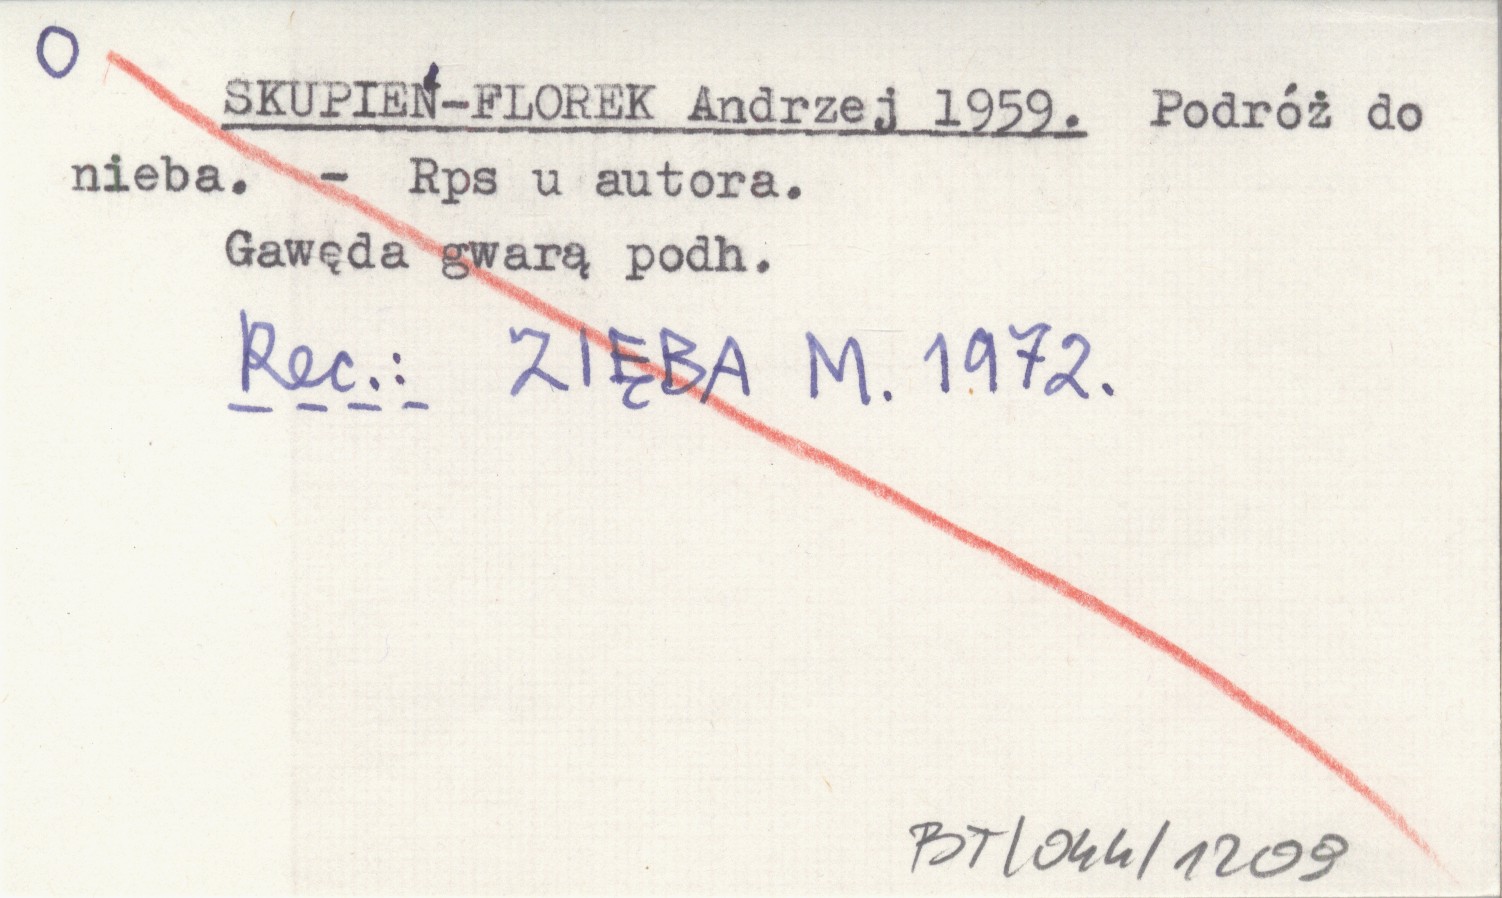 O
SKUPIEŃ-FLOREK Andrzej 1959. Podróż do
nieba. - Rps u autora.
Gawęda gwarą podh.
Rec.: ZIĘBA M. 1972.
BT/044/1209